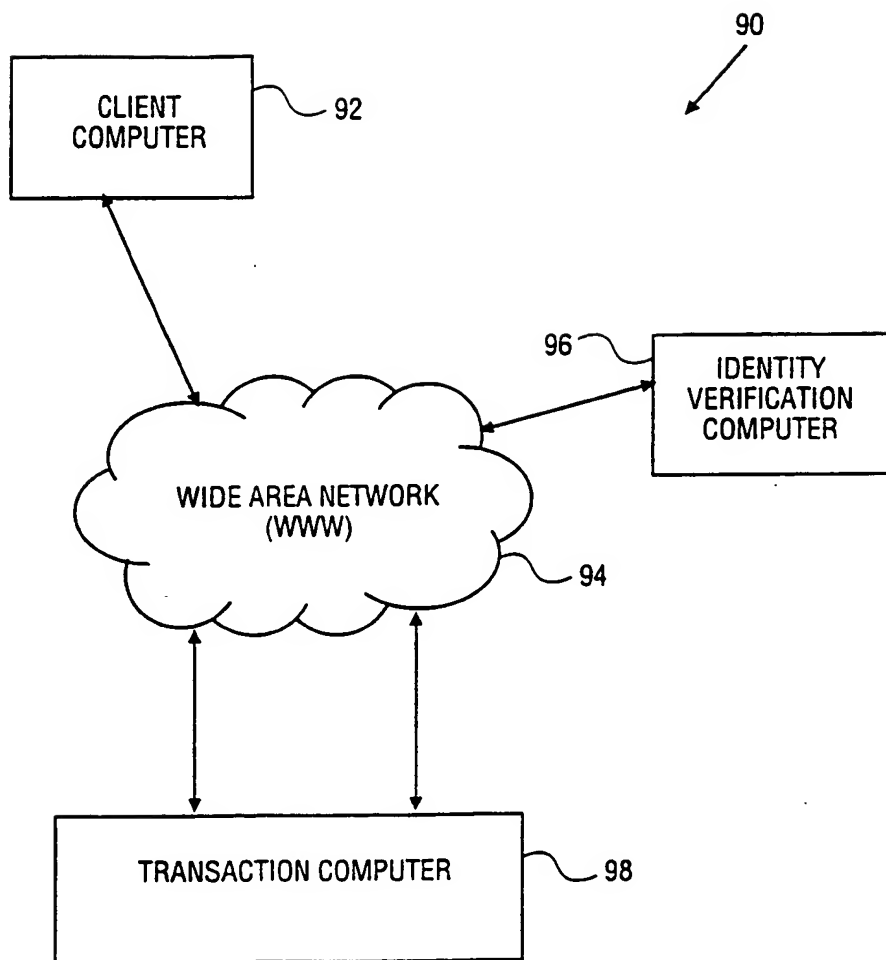 90
CLIENT
COMPUTER
92
96
IDENTITY
VERIFICATION
COMPUTER
WIDE AREA NETWORK
(WWW)
94
TRANSACTION COMPUTER
98